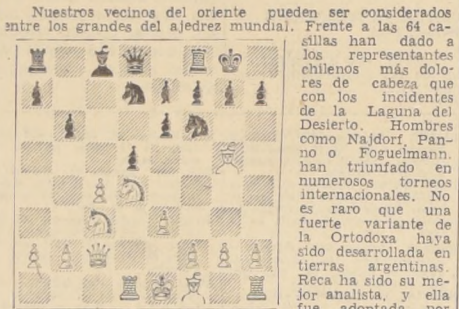 Nuestros vecinos del oriente pueden ser considerados
entre los grandes del ajedrez mundial. Frente a las 64 ca-
sillas han dado a
los representantes
chilenos más dolo-
res de cabeza que
con los incidentes
de la Laguna del
Desierto. Hombres
como Najdorf, Pan-
no o Foguelmann,
han triunfado en
numerosos torneos
internacionales. No
es raro que una
fuerte variante de
la Ortodoxa haya
sido desarrollada en
tierras argentinas.
Reca ha sido su me-
jor analista, y ella
fue adoptada por